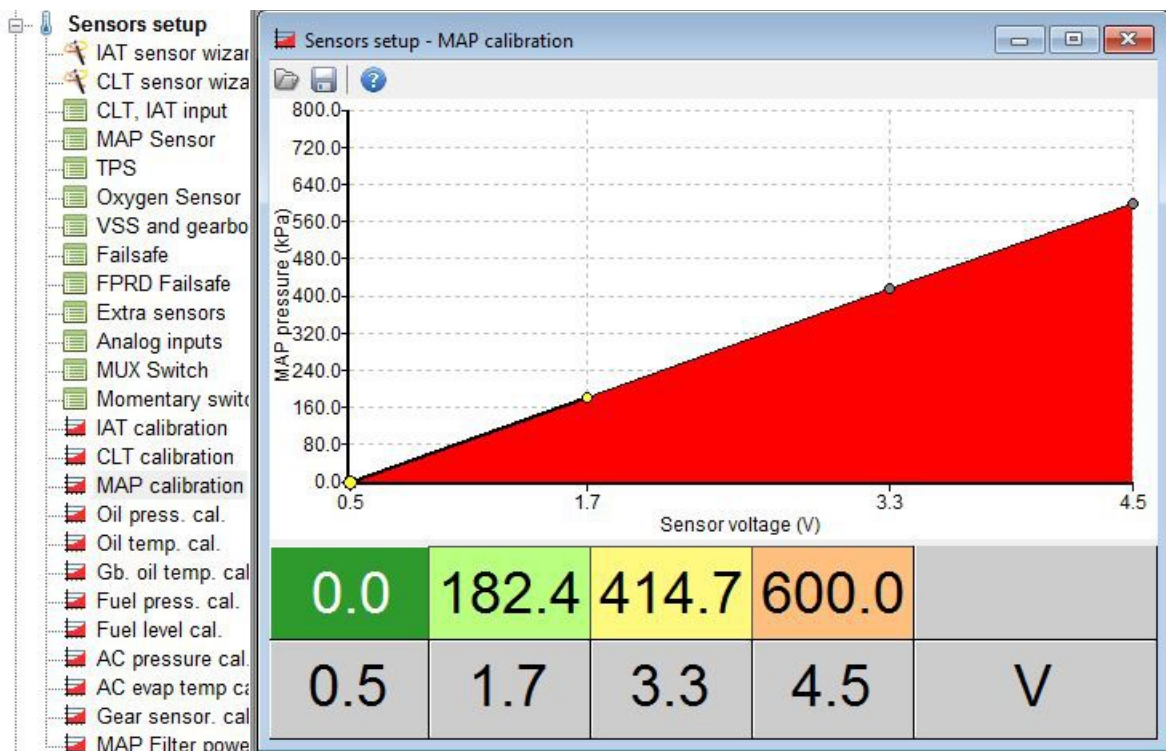 Sensors setup
IAT sensor wizar
CLT sensor wiza
CLT, IAT input
MAP Sensor
TPS
Oxygen Sensor
VSS and gearbo
Failsafe
FPRD Failsafe
Extra sensors
Analog inputs
MUX Switch
Momentary switc
IAT calibration
CLT calibration
MAP calibration
Oil press. cal.
Oil temp. cal.
Gb. oil temp. cal
Fuel press. cal.
Fuel level cal.
AC pressure cal.
AC evap temp ca
Gear sensor. cal
MAP Filter powe
Sensors setup - MAP calibration
?
MAP pressure (kPa)
800.0
720.0
640.0
560.0
480.0
400.0
320.0
240.0
160.0
80.0
0.0
0.5 1.7 3.3 4.5
Sensor voltage (V)
0.0 182.4 414.7 600.0
0.5 1.7 3.3 4.5 V